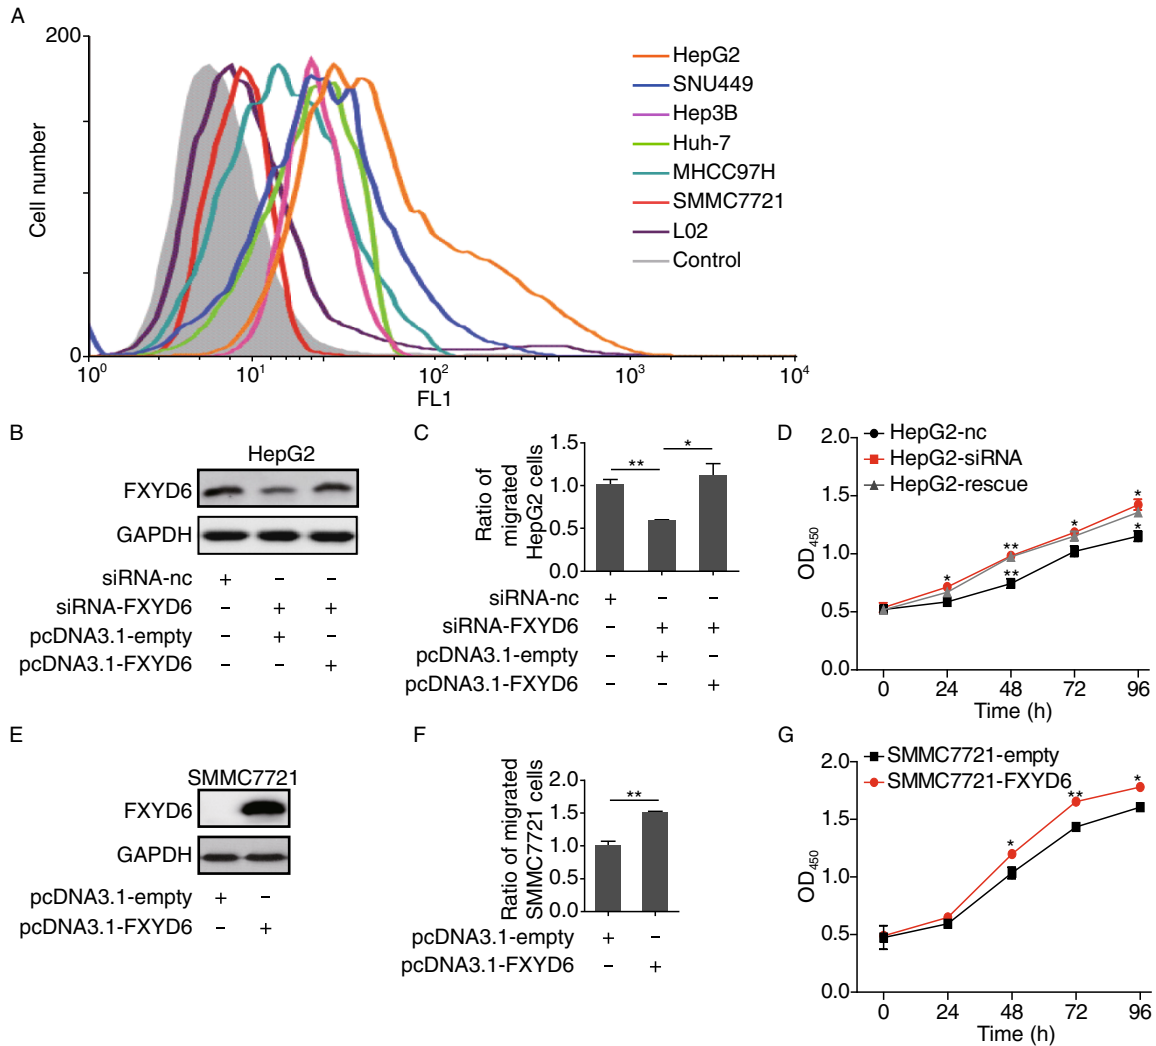 A
200
Cell number
0
10^0 10^1 10^2 10^3 10^4
FL1
HepG2
SNU449
Hep3B
Huh-7
MHCC97H
SMMC7721
L02
Control
B
HepG2
FXYD6
GAPDH
siRNA-nc + − −
siRNA-FXYD6 − + +
pcDNA3.1-empty − + −
pcDNA3.1-FXYD6 − − +
C
Ratio of
migrated
HepG2 cells
1.5
1.0
0.5
0.0
** *
siRNA-nc + − −
siRNA-FXYD6 − + +
pcDNA3.1-empty − + −
pcDNA3.1-FXYD6 − − +
D
HepG2-nc
HepG2-siRNA
HepG2-rescue
OD450
2.0
1.5
1.0
0.5
0.0
* ** ** * * *
0 24 48 72 96
Time (h)
E
SMMC7721
FXYD6
GAPDH
pcDNA3.1-empty + −
pcDNA3.1-FXYD6 − +
F
Ratio of migrated
SMMC7721 cells
2.0
1.5
1.0
0.5
0.0
**
pcDNA3.1-empty + −
pcDNA3.1-FXYD6 − +
G
SMMC7721-empty
SMMC7721-FXYD6
OD450
2.0
1.5
1.0
0.5
0.0
* ** *
0 24 48 72 96
Time (h)